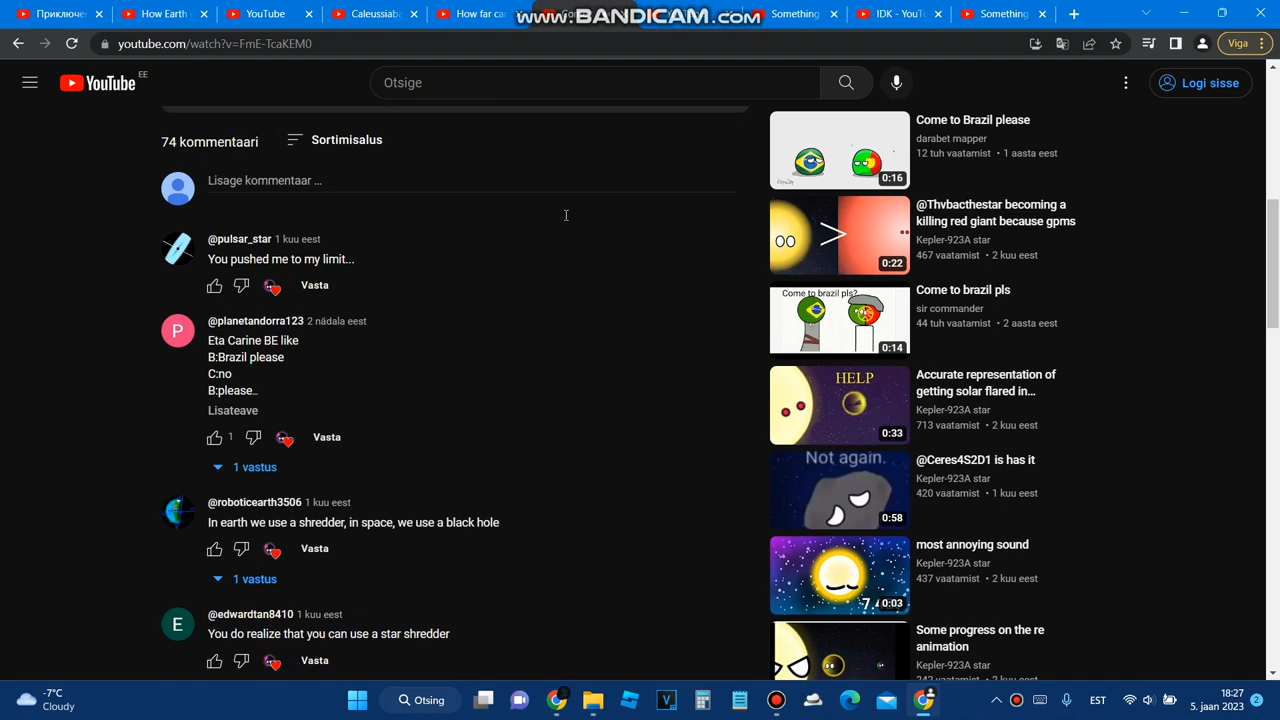 Приключе
How Earth
YouTube
Caleussiab
How far ca
Something
IDK - YouTu
Something
www.BANDICAM.com
youtube.com/watch?v=FmE-TcaKEM0
Viga
YouTube EE
Otsige
Logi sisse
74 kommentaari
Sortimisalus
Lisage kommentaar ...
@pulsar_star 1 kuu eest
You pushed me to my limit...
Vasta
@planetandorra123 2 nädala eest
Eta Carine BE like
B:Brazil please
C:no
B:please..
Lisateave
1 Vasta
1 vastus
@roboticearth3506 1 kuu eest
In earth we use a shredder, in space, we use a black hole
Vasta
1 vastus
@edwardtan8410 1 kuu eest
You do realize that you can use a star shredder
Vasta
0:16
Come to Brazil please
darabet mapper
12 tuh vaatamist • 1 aasta eest
0:22
@Thvbacthestar becoming a
killing red giant because gpms
Kepler-923A star
467 vaatamist • 2 kuu eest
Come to brazil pls?
0:14
Come to brazil pls
sir commander
44 tuh vaatamist • 2 aasta eest
HELP
0:33
Accurate representation of
getting solar flared in...
Kepler-923A star
713 vaatamist • 2 kuu eest
Not again.
0:58
@Ceres4S2D1 is has it
Kepler-923A star
420 vaatamist • 1 kuu eest
0:03
most annoying sound
Kepler-923A star
437 vaatamist • 2 kuu eest
Some progress on the re
animation
Kepler-923A star
242 vaatamist • 2 kuu eest
-7°C
Cloudy
Otsing
EST
18:27
5. jaan 2023
2